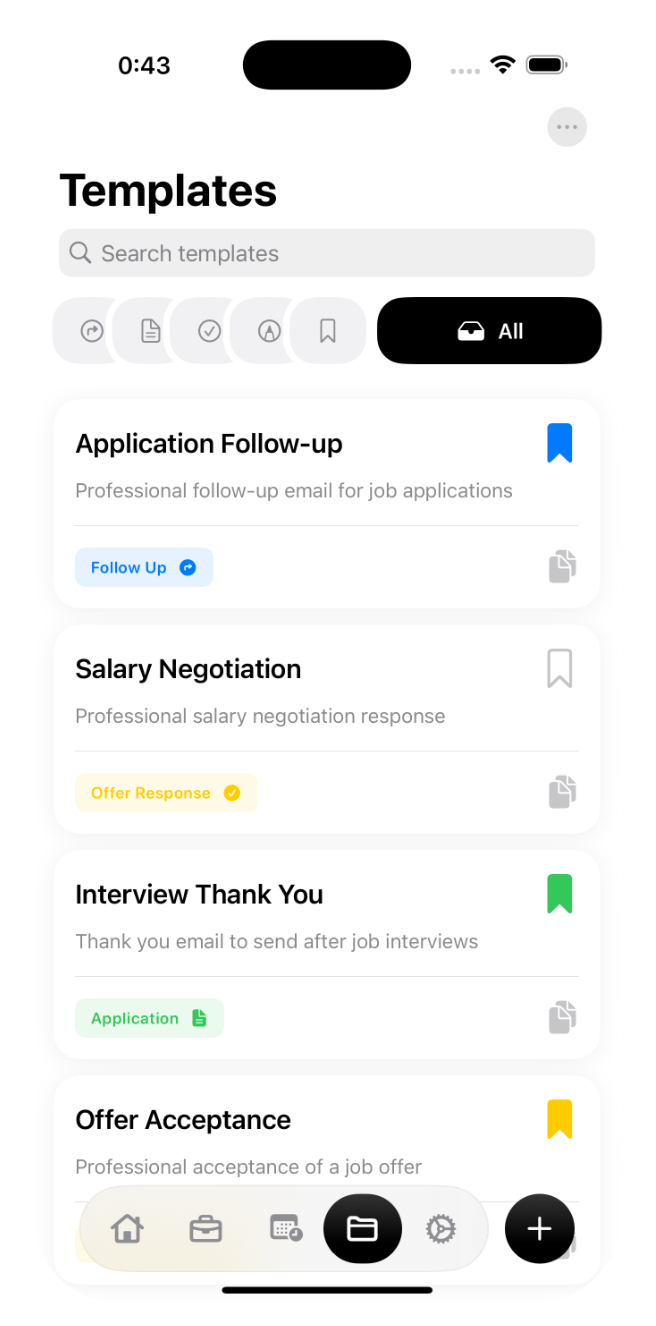 0:43
Templates
Search templates
All
Application Follow-up
Professional follow-up email for job applications
Follow Up
Salary Negotiation
Professional salary negotiation response
Offer Response
Interview Thank You
Thank you email to send after job interviews
Application
Offer Acceptance
Professional acceptance of a job offer